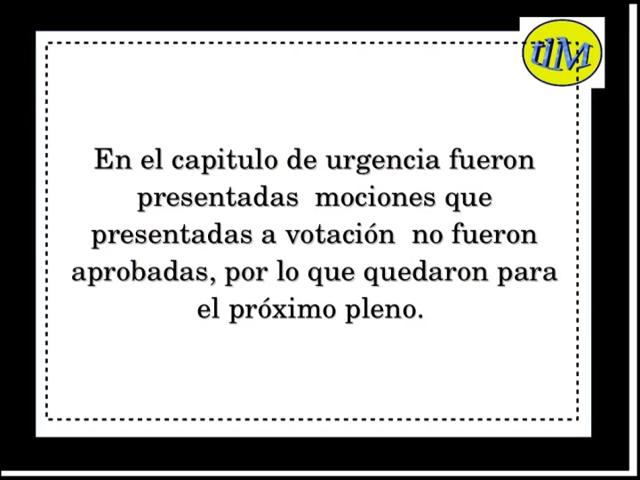 tlM
En el capitulo de urgencia fueron
presentadas mociones que
presentadas a votación no fueron
aprobadas, por lo que quedaron para
el próximo pleno.